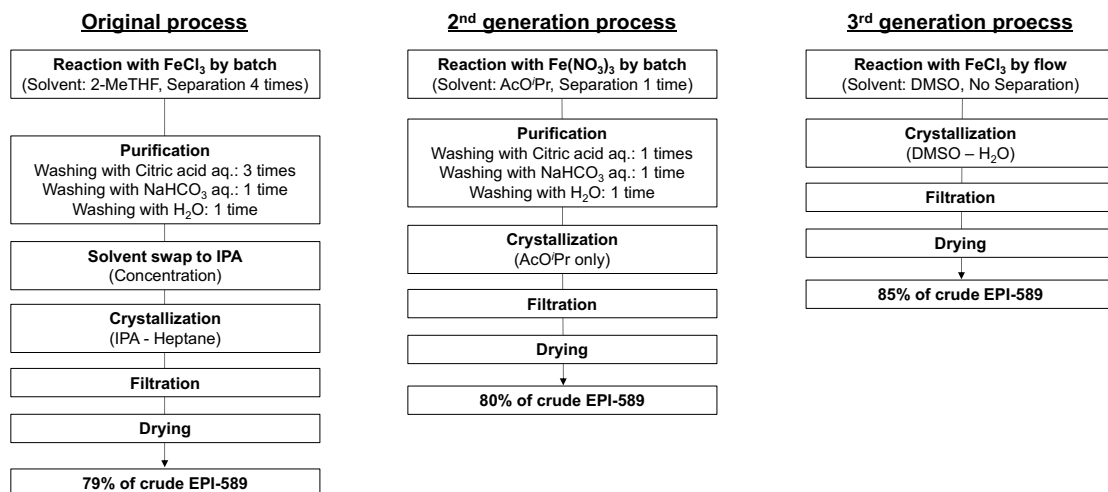 Original process
Reaction with FeCl3 by batch
(Solvent: 2-MeTHF, Separation 4 times)
Purification
Washing with Citric acid aq.: 3 times
Washing with NaHCO3 aq.: 1 time
Washing with H2O: 1 time
Solvent swap to IPA
(Concentration)
Crystallization
(IPA - Heptane)
Filtration
Drying
79% of crude EPI-589
2nd generation process
Reaction with Fe(NO3)3 by batch
(Solvent: AcOiPr, Separation 1 time)
Purification
Washing with Citric acid aq.: 1 times
Washing with NaHCO3 aq.: 1 time
Washing with H2O: 1 time
Crystallization
(AcOiPr only)
Filtration
Drying
80% of crude EPI-589
3rd generation proecss
Reaction with FeCl3 by flow
(Solvent: DMSO, No Separation)
Crystallization
(DMSO – H2O)
Filtration
Drying
85% of crude EPI-589